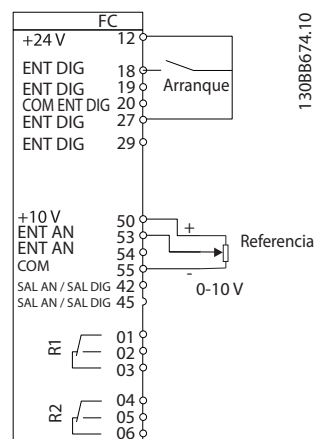 FC
+24 V 12
ENT DIG 18
ENT DIG 19
COM ENT DIG 20
ENT DIG 27
ENT DIG 29
Arranque
+10 V 50
ENT AN 53
ENT AN 54
COM 55
SAL AN / SAL DIG 42
SAL AN / SAL DIG 45
+
-
Referencia
0-10 V
R1
01
02
03
R2
04
05
06
130BB674.10